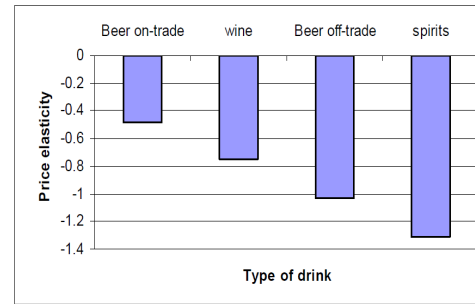 Beer on-trade wine Beer off-trade spirits
0
-0.2
-0.4
-0.6
-0.8
-1
-1.2
-1.4
Price elasticity
Type of drink